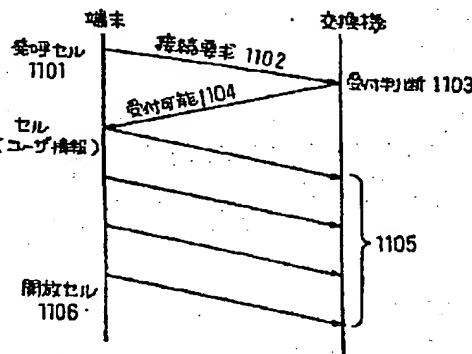 端末
交換機
発呼セル
1101
接続要求 1102
受付判断 1103
受付可能 1104
セル
(ユーザ情報)
1105
開放セル
1106